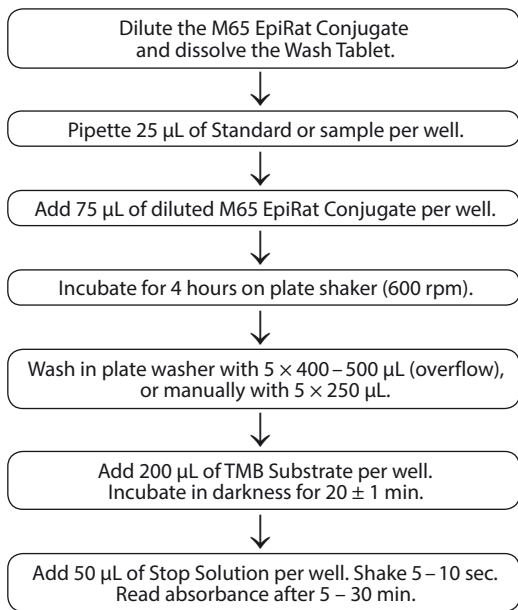 Dilute the M65 EpiRat Conjugate
and dissolve the Wash Tablet.
Pipette 25 µL of Standard or sample per well.
Add 75 µL of diluted M65 EpiRat Conjugate per well.
Incubate for 4 hours on plate shaker (600 rpm).
Wash in plate washer with 5 × 400 – 500 µL (overflow),
or manually with 5 × 250 µL.
Add 200 µL of TMB Substrate per well.
Incubate in darkness for 20 ± 1 min.
Add 50 µL of Stop Solution per well. Shake 5 – 10 sec.
Read absorbance after 5 – 30 min.